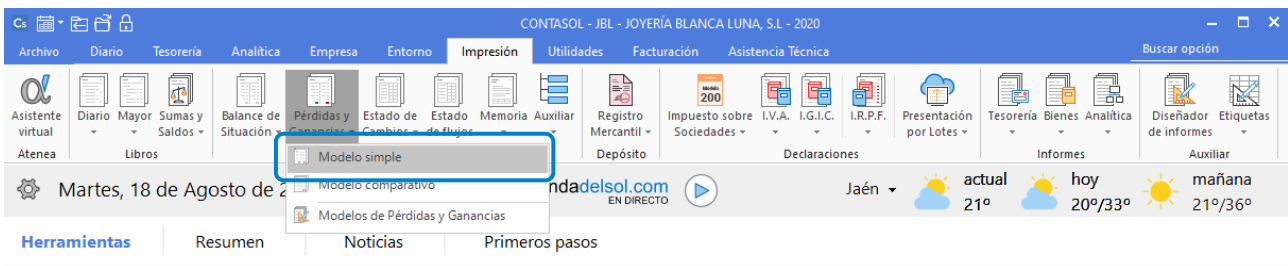 Cs CONTASOL - JBL - JOYERÍA BLANCA LUNA, S.L - 2020
Archivo Diario Tesorería Analítica Empresa Entorno Impresión Utilidades Facturación Asistencia Técnica Buscar opción
Asistente virtual
Diario Mayor Sumas y Saldos
Balance de Situación
Pérdidas y Ganancias
Estado de Cambios
Estado de flujos
Memoria Auxiliar
Registro Mercantil
Modelo 200
Impuesto sobre Sociedades
I.V.A. I.G.I.C. I.R.P.F.
Presentación por Lotes
Tesorería Bienes Analítica
Diseñador de informes
Etiquetas
Atenea Libros Depósito Declaraciones Informes Auxiliar
Modelo simple
Modelo comparativo
Modelos de Pérdidas y Ganancias
Martes, 18 de Agosto de 2
ndadelsol.com
EN DIRECTO
Jaén
actual
21º
hoy
20º/33º
mañana
21º/36º
Herramientas Resumen Noticias Primeros pasos